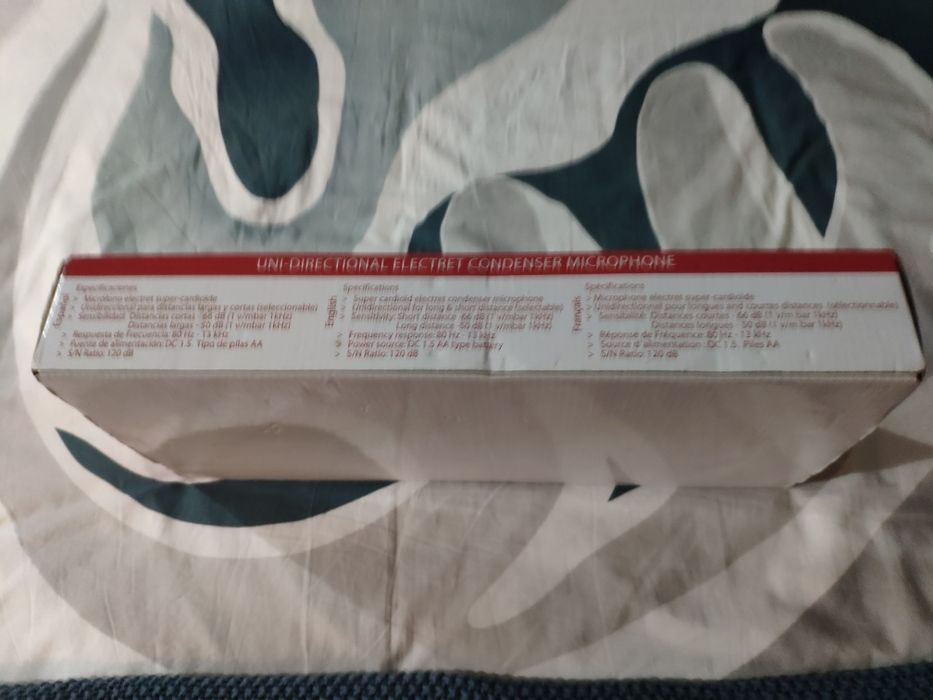 UNI-DIRECTIONAL ELECTRET CONDENSER MICROPHONE
Español
Especificaciones
> Micrófono electret super-cardioide
> Unidireccional para distancias largas y cortas (seleccionable)
> Sensibilidad: Distancias cortas - 66 dB (1 v/mbar 1kHz)
Distancias largas - 50 dB (1 v/mbar 1kHz)
> Respuesta de Frecuencia: 80 Hz - 13 kHz
> Fuente de alimentación: DC 1.5. Tipo de pilas AA
> S/N Ratio: 120 dB
English
Specifications
> Super cardioid electret condenser microphone
> Unidirectional for long & short distance (selectable)
> Sensitivity: Short distance -66 dB (1 v/mbar 1kHz)
Long distance -50 dB (1 v/mbar 1kHz)
> Frequency response: 80 Hz - 13 kHz
> Power source: DC 1.5 AA type battery
> S/N Ratio: 120 dB
Français
Spécifications
> Microphone electret super-cardioïde
> Unidirectionnel pour longues and courtes distances (sélectionnable)
> Sensibilité: Distances courtes - 66 dB (1 v/m bar 1kHz)
Distances longues - 50 dB (1 v/m bar 1kHz)
> Réponse de Fréquence: 80 Hz - 13 kHz
> Source d'alimentation: DC 1.5. Piles AA
> S/N Ratio: 120 dB